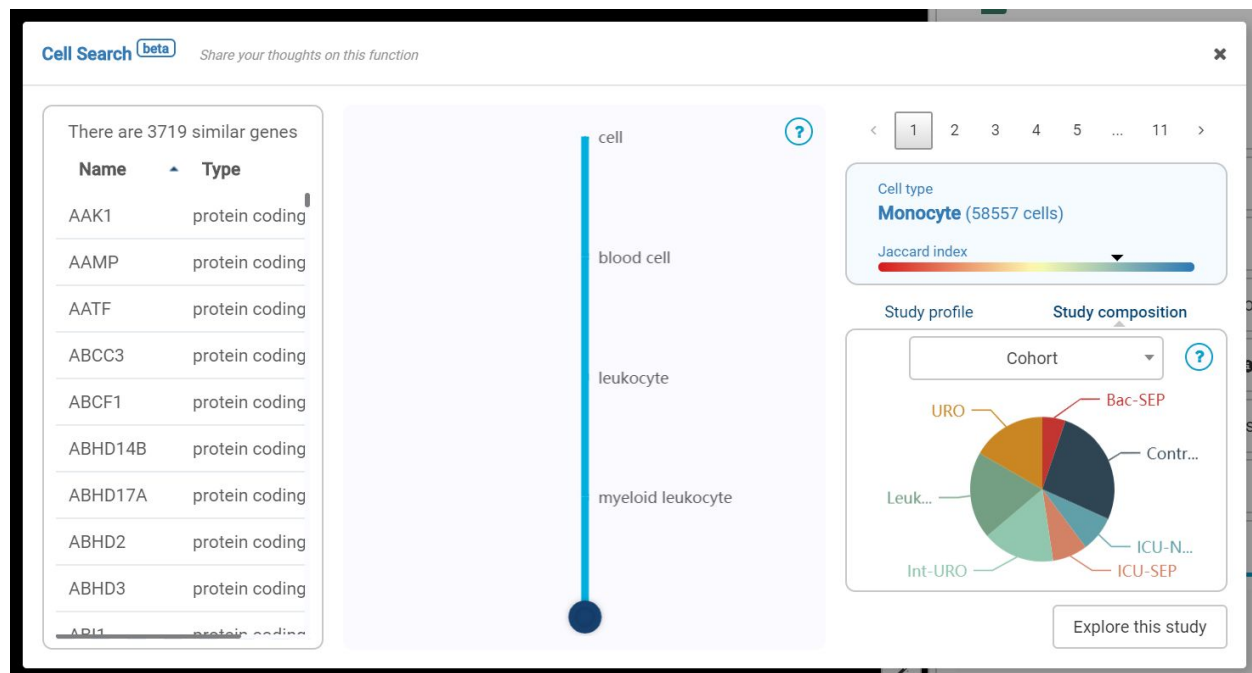 Cell Search beta Share your thoughts on this function
There are 3719 similar genes
Name Type
AAK1 protein coding
AAMP protein coding
AATF protein coding
ABCC3 protein coding
ABCF1 protein coding
ABHD14B protein coding
ABHD17A protein coding
ABHD2 protein coding
ABHD3 protein coding
ABI1 protein coding
cell
blood cell
leukocyte
myeloid leukocyte
?
‹ 1 2 3 4 5 ... 11 ›
Cell type
Monocyte (58557 cells)
Jaccard index
Study profile Study composition
Cohort
?
URO
Bac-SEP
Contr...
Leuk...
ICU-N...
Int-URO
ICU-SEP
Explore this study